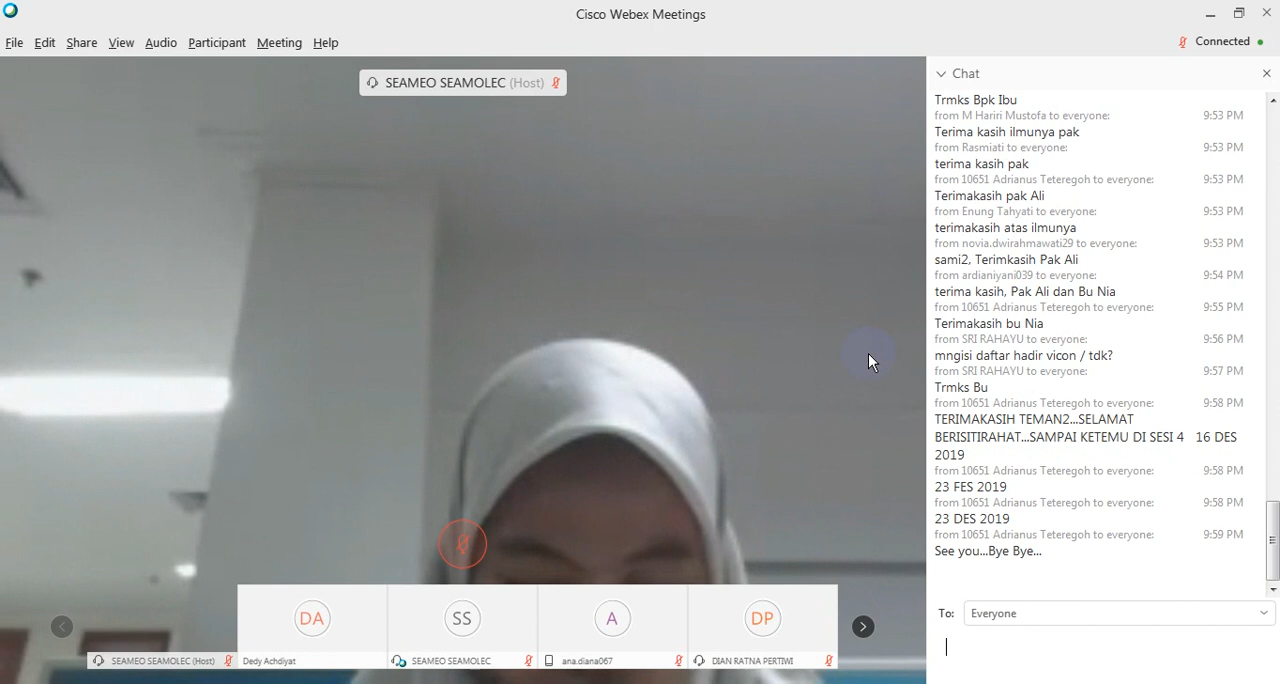 Cisco Webex Meetings
File Edit Share View Audio Participant Meeting Help
Connected
SEAMEO SEAMOLEC (Host)
Chat
Trmks Bpk Ibu
from M Hariri Mustofa to everyone: 9:53 PM
Terima kasih ilmunya pak
from Rasmiati to everyone: 9:53 PM
terima kasih pak
from 10651 Adrianus Teteregoh to everyone: 9:53 PM
Terimakasih pak Ali
from Enung Tahyati to everyone: 9:53 PM
terimakasih atas ilmunya
from novia.dwirahmawati29 to everyone: 9:53 PM
sami2, Terimkasih Pak Ali
from ardianiyani039 to everyone: 9:54 PM
terima kasih, Pak Ali dan Bu Nia
from 10651 Adrianus Teteregoh to everyone: 9:55 PM
Terimakasih bu Nia
from SRI RAHAYU to everyone: 9:56 PM
mngisi daftar hadir vicon / tdk?
from SRI RAHAYU to everyone: 9:57 PM
Trmks Bu
from 10651 Adrianus Teteregoh to everyone: 9:58 PM
TERIMAKASIH TEMAN2...SELAMAT
BERISITIRAHAT...SAMPAI KETEMU DI SESI 4 16 DES
2019
from 10651 Adrianus Teteregoh to everyone: 9:58 PM
23 FES 2019
from 10651 Adrianus Teteregoh to everyone: 9:58 PM
23 DES 2019
from 10651 Adrianus Teteregoh to everyone: 9:59 PM
See you...Bye Bye...
To: Everyone
DA SS A DP
SEAMEO SEAMOLEC (Host) Dedy Achdiyat SEAMEO SEAMOLEC ana.diana067 DIAN RATNA PERTIWI